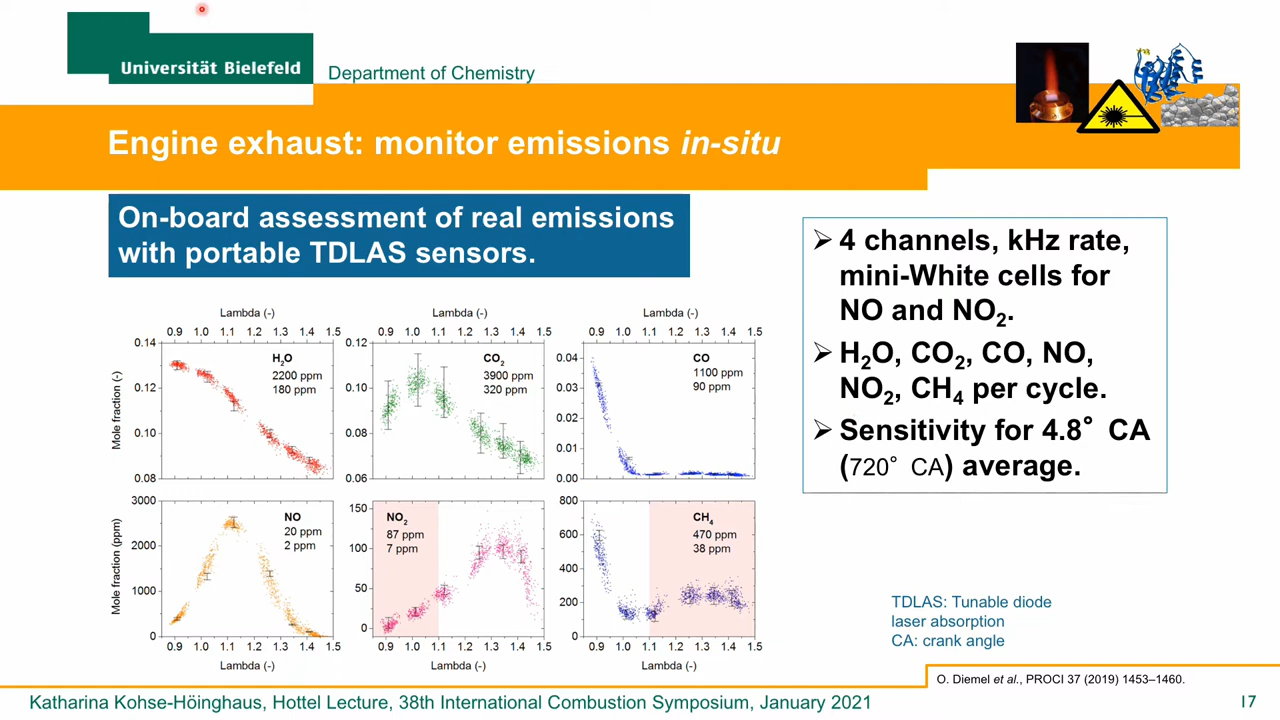 Universität Bielefeld
Department of Chemistry
Engine exhaust: monitor emissions in-situ
On-board assessment of real emissions
with portable TDLAS sensors.
➢ 4 channels, kHz rate,
mini-White cells for
NO and NO₂.
➢ H₂O, CO₂, CO, NO,
NO₂, CH₄ per cycle.
➢ Sensitivity for 4.8° CA
(720° CA) average.
Lambda (-) Lambda (-) Lambda (-)
0.9 1.0 1.1 1.2 1.3 1.4 1.5 0.9 1.0 1.1 1.2 1.3 1.4 1.5 0.9 1.0 1.1 1.2 1.3 1.4 1.5
Mole fraction (-)
0.14
0.12
0.10
0.08
H₂O
2200 ppm
180 ppm
0.12
0.10
0.08
0.06
CO₂
3900 ppm
320 ppm
0.04
0.03
0.02
0.01
0.00
CO
1100 ppm
90 ppm
Mole fraction (ppm)
3000
2000
1000
0
NO
20 ppm
2 ppm
150
100
50
0
NO₂
87 ppm
7 ppm
800
600
400
200
0
CH₄
470 ppm
38 ppm
0.9 1.0 1.1 1.2 1.3 1.4 1.5 0.9 1.0 1.1 1.2 1.3 1.4 1.5 0.9 1.0 1.1 1.2 1.3 1.4 1.5
Lambda (-) Lambda (-) Lambda (-)
TDLAS: Tunable diode
laser absorption
CA: crank angle
O. Diemel et al., PROCI 37 (2019) 1453–1460.
Katharina Kohse-Höinghaus, Hottel Lecture, 38th International Combustion Symposium, January 2021
17